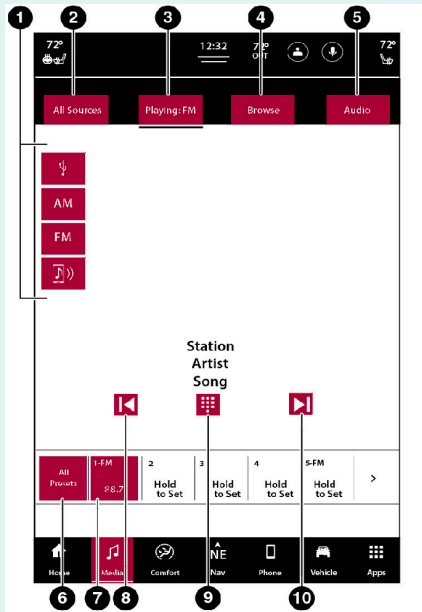 1 2 3 4 5
72° 12:32 72° 72°
OUT
All Sources Playing: FM Browse Audio
AM
FM
Station
Artist
Song
All Presets 1-FM 88.7 2 Hold to Set 3 Hold to Set 4 Hold to Set 5-FM Hold to Set >
Home Media Comfort NE Nav Phone Vehicle Apps
6 7 8 9 10